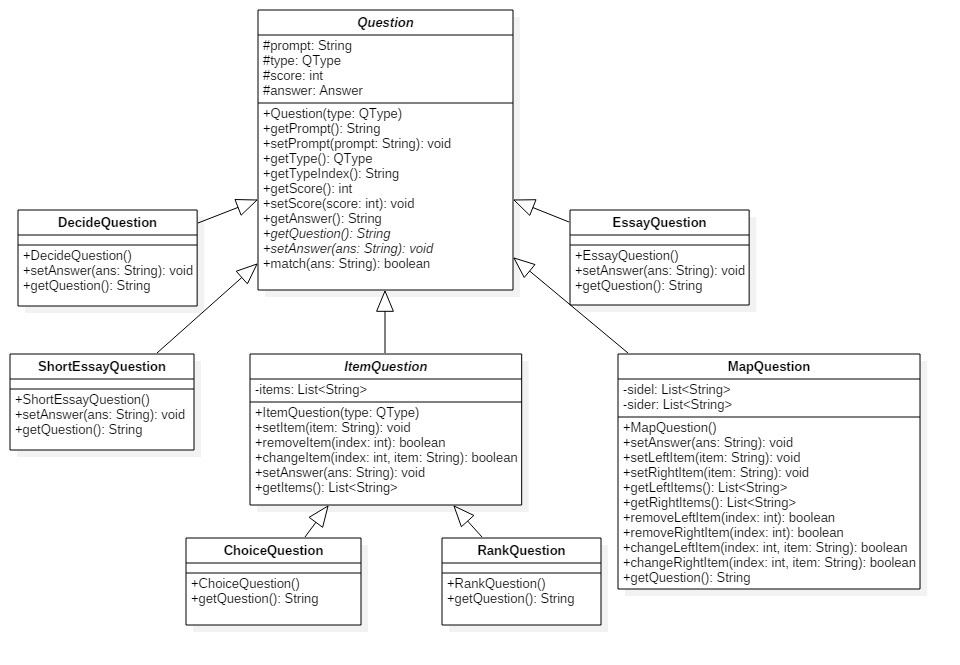 Question
#prompt: String
#type: QType
#score: int
#answer: Answer
+Question(type: QType)
+getPrompt(): String
+setPrompt(prompt: String): void
+getType(): QType
+getTypeIndex(): String
+getScore(): int
+setScore(score: int): void
+getAnswer(): String
+getQuestion(): String
+setAnswer(ans: String): void
+match(ans: String): boolean
DecideQuestion
+DecideQuestion()
+setAnswer(ans: String): void
+getQuestion(): String
EssayQuestion
+EssayQuestion()
+setAnswer(ans: String): void
+getQuestion(): String
ShortEssayQuestion
+ShortEssayQuestion()
+setAnswer(ans: String): void
+getQuestion(): String
ItemQuestion
-items: List<String>
+ItemQuestion(type: QType)
+setItem(item: String): void
+removeItem(index: int): boolean
+changeItem(index: int, item: String): boolean
+setAnswer(ans: String): void
+getItems(): List<String>
MapQuestion
-sidel: List<String>
-sider: List<String>
+MapQuestion()
+setAnswer(ans: String): void
+setLeftItem(item: String): void
+setRightItem(item: String): void
+getLeftItems(): List<String>
+getRightItems(): List<String>
+removeLeftItem(index: int): boolean
+removeRightItem(index: int): boolean
+changeLeftItem(index: int, item: String): boolean
+changeRightItem(index: int, item: String): boolean
+getQuestion(): String
ChoiceQuestion
+ChoiceQuestion()
+getQuestion(): String
RankQuestion
+RankQuestion()
+getQuestion(): String